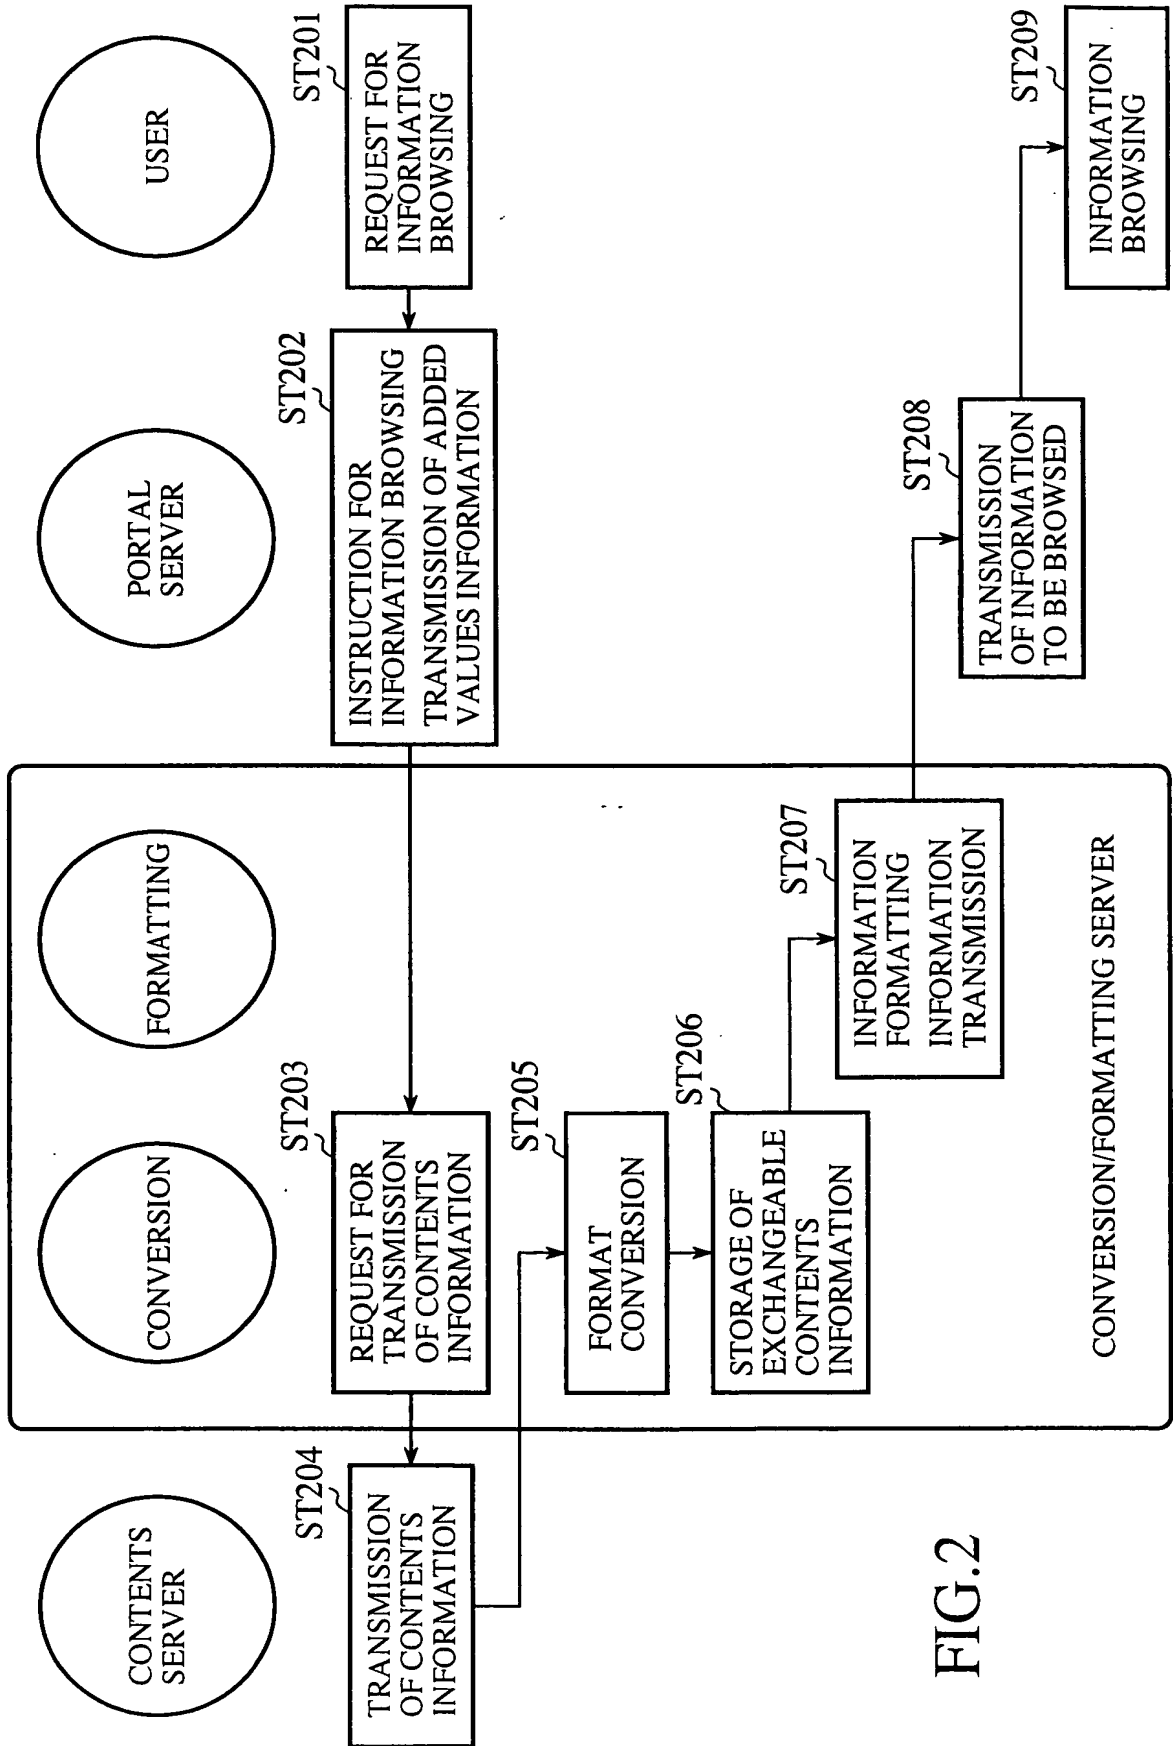 CONTENTS
SERVER
CONVERSION
FORMATTING
PORTAL
SERVER
USER
ST201
REQUEST FOR
INFORMATION
BROWSING
ST202
INSTRUCTION FOR
INFORMATION BROWSING
TRANSMISSION OF ADDED
VALUES INFORMATION
ST203
REQUEST FOR
TRANSMISSION
OF CONTENTS
INFORMATION
ST204
TRANSMISSION
OF CONTENTS
INFORMATION
ST205
FORMAT
CONVERSION
ST206
STORAGE OF
EXCHANGEABLE
CONTENTS
INFORMATION
ST207
INFORMATION
FORMATTING
INFORMATION
TRANSMISSION
ST208
TRANSMISSION
OF INFORMATION
TO BE BROWSED
ST209
INFORMATION
BROWSING
CONVERSION/FORMATTING SERVER
FIG.2